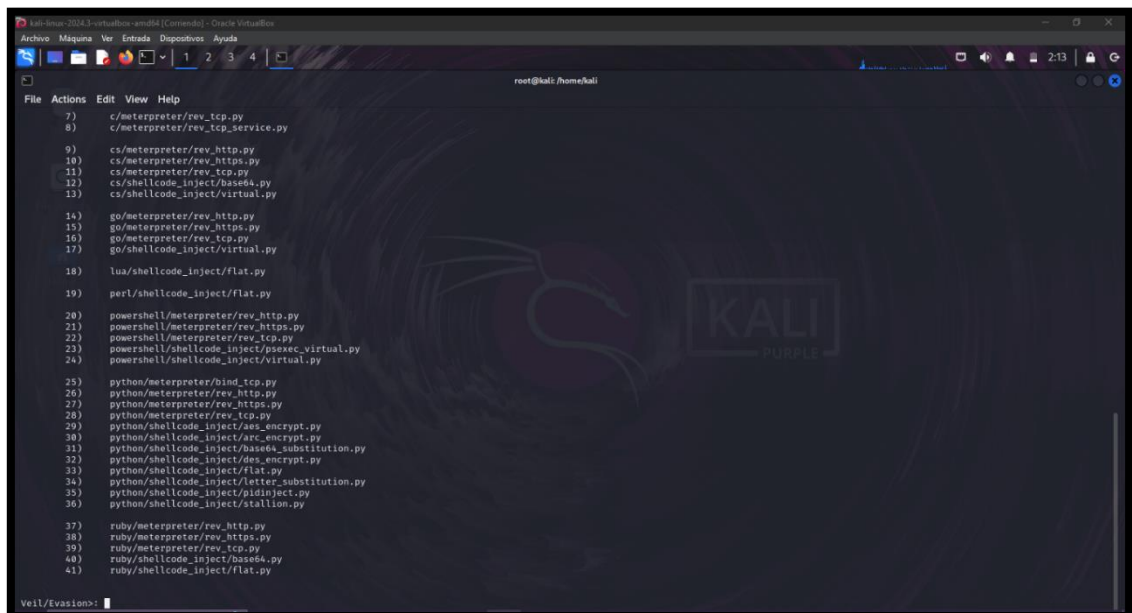 kali-linux-2024.3-virtualbox-amd64 [Corriendo] - Oracle VirtualBox
Archivo Máquina Ver Entrada Dispositivos Ayuda
1 2 3 4 2:13
root@kali: /home/kali
File Actions Edit View Help
7) c/meterpreter/rev_tcp.py
8) c/meterpreter/rev_tcp_service.py
9) cs/meterpreter/rev_http.py
10) cs/meterpreter/rev_https.py
11) cs/meterpreter/rev_tcp.py
12) cs/shellcode_inject/base64.py
13) cs/shellcode_inject/virtual.py
14) go/meterpreter/rev_http.py
15) go/meterpreter/rev_https.py
16) go/meterpreter/rev_tcp.py
17) go/shellcode_inject/virtual.py
18) lua/shellcode_inject/flat.py
19) perl/shellcode_inject/flat.py
20) powershell/meterpreter/rev_http.py
21) powershell/meterpreter/rev_https.py
22) powershell/meterpreter/rev_tcp.py
23) powershell/shellcode_inject/psexec_virtual.py
24) powershell/shellcode_inject/virtual.py
25) python/meterpreter/bind_tcp.py
26) python/meterpreter/rev_http.py
27) python/meterpreter/rev_https.py
28) python/meterpreter/rev_tcp.py
29) python/shellcode_inject/aes_encrypt.py
30) python/shellcode_inject/arc_encrypt.py
31) python/shellcode_inject/base64_substitution.py
32) python/shellcode_inject/des_encrypt.py
33) python/shellcode_inject/flat.py
34) python/shellcode_inject/letter_substitution.py
35) python/shellcode_inject/pidinject.py
36) python/shellcode_inject/stallion.py
37) ruby/meterpreter/rev_http.py
38) ruby/meterpreter/rev_https.py
39) ruby/meterpreter/rev_tcp.py
40) ruby/shellcode_inject/base64.py
41) ruby/shellcode_inject/flat.py
KALI
PURPLE
Veil/Evasion>: